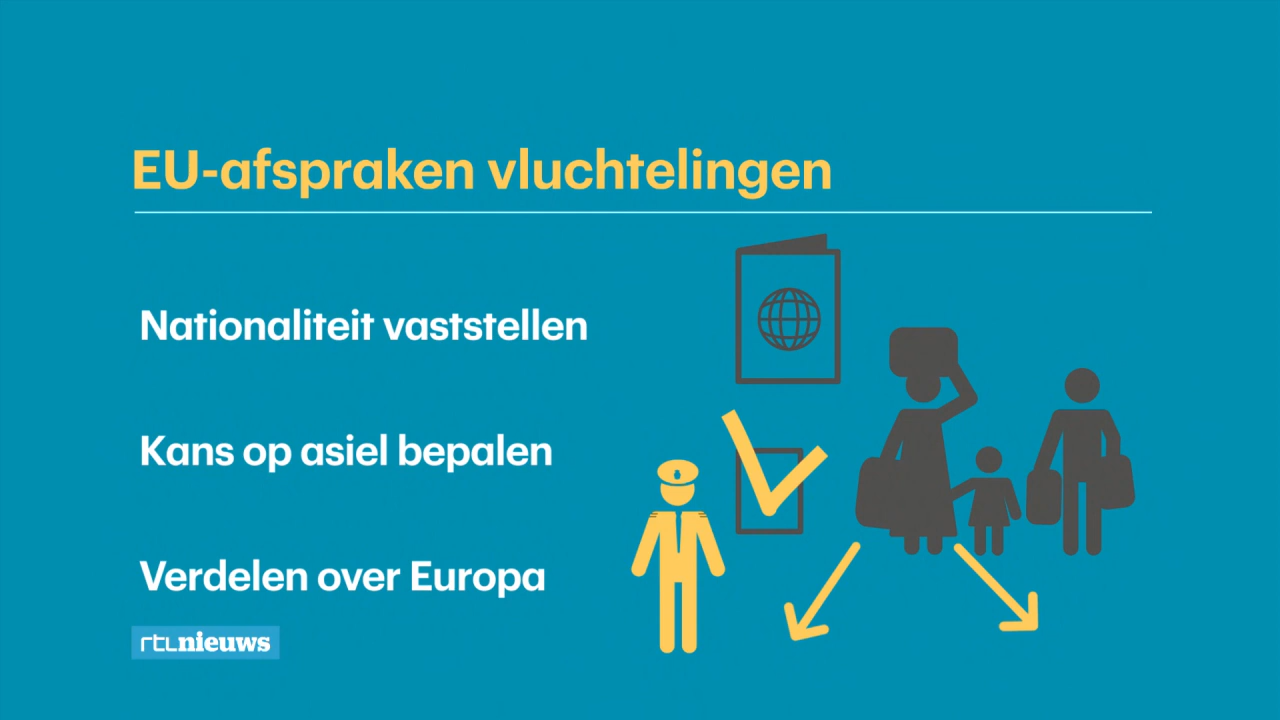 EU-afspraken vluchtelingen
Nationaliteit vaststellen
Kans op asiel bepalen
Verdelen over Europa
rtlnieuws